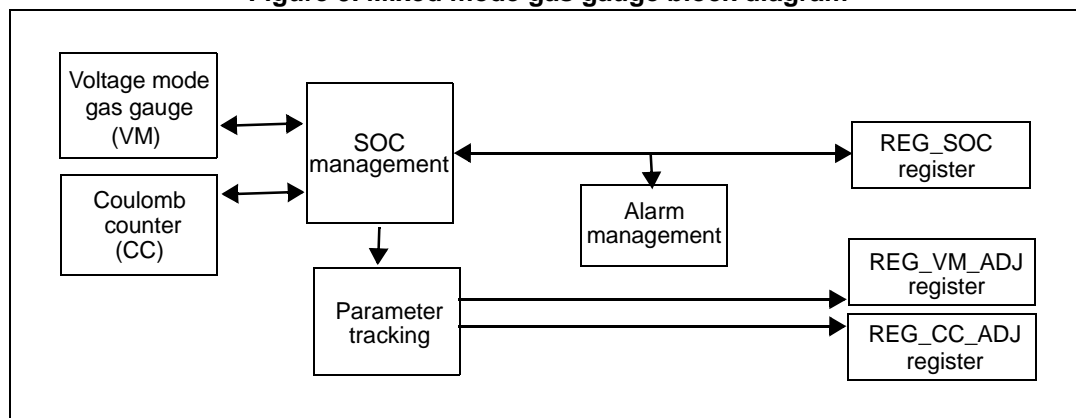 Figure Mixed mode gas gauge block diagram
Voltage mode
gas gauge
(VM)
Coulomb
counter
(CC)
SOC
management
Parameter
tracking
Alarm
management
REG_SOC
register
REG_VM_ADJ
register
REG_CC_ADJ
register